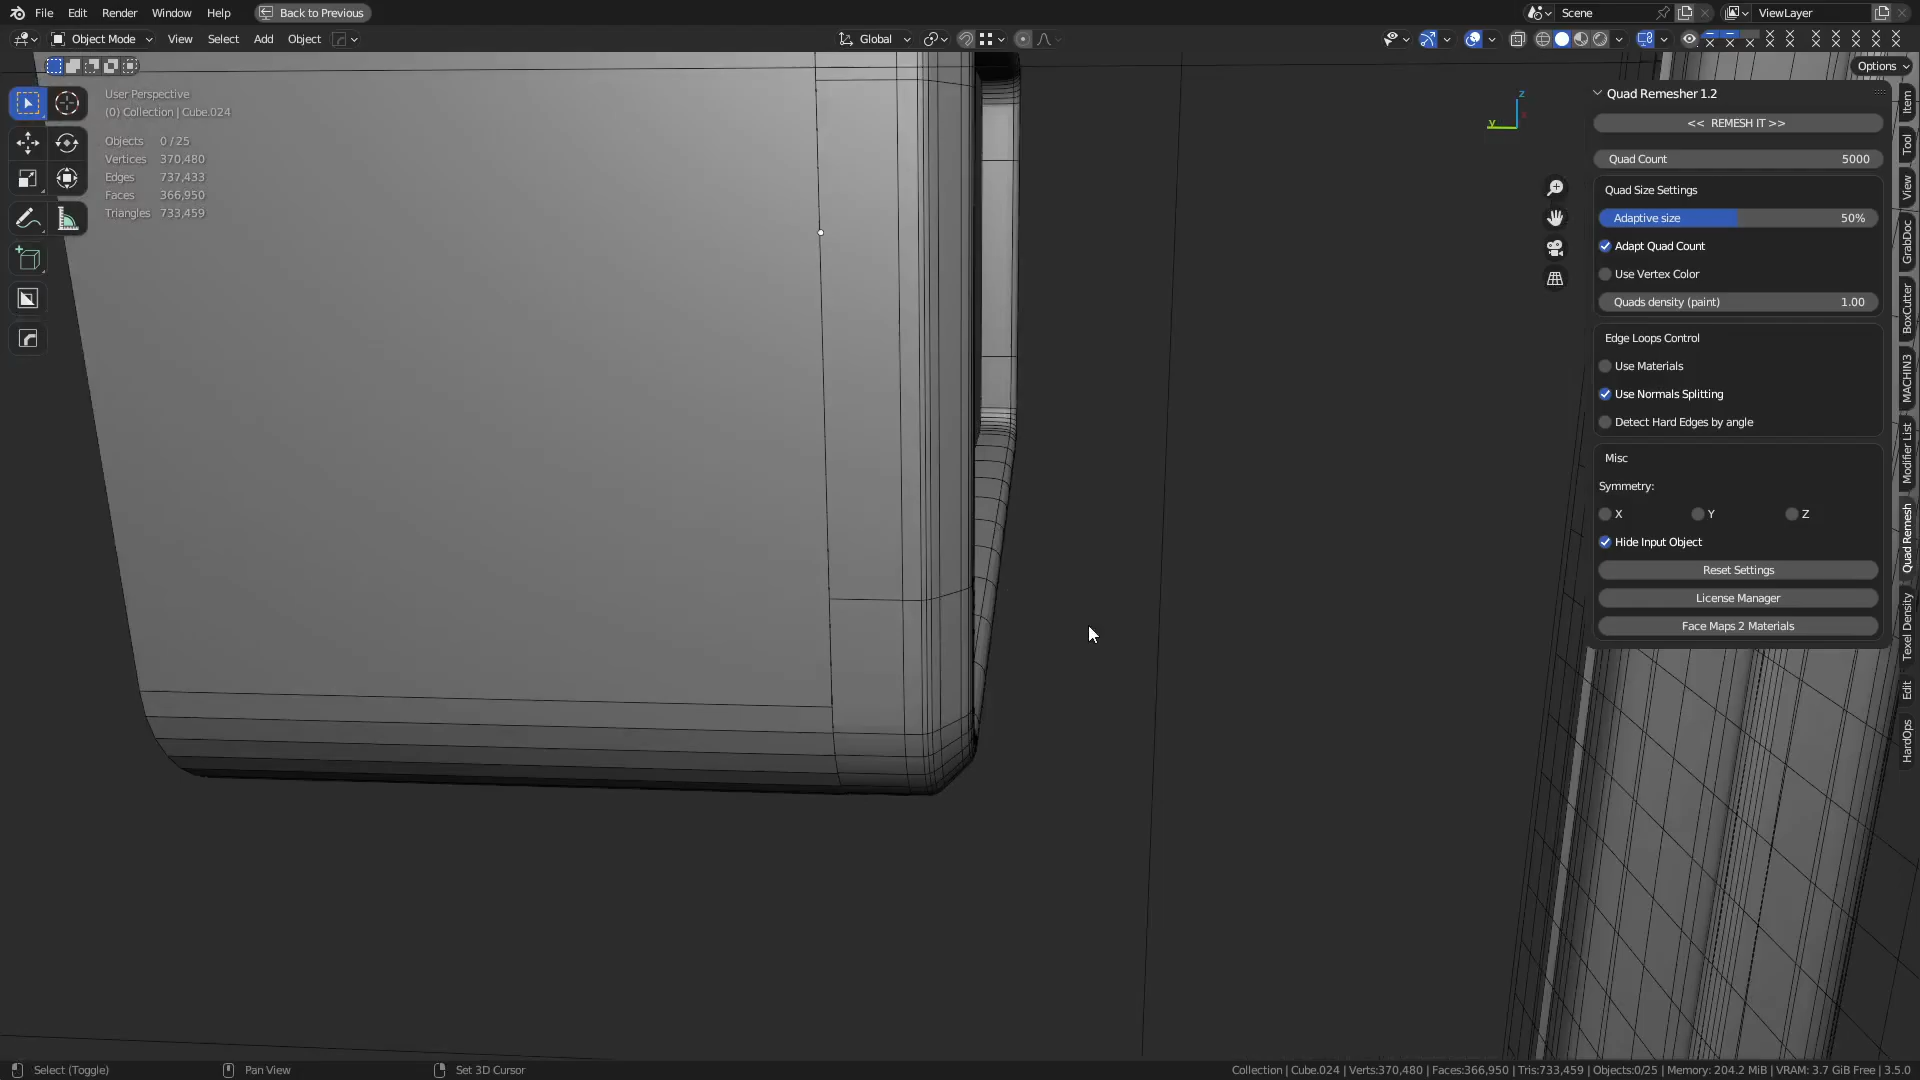 File Edit Render Window Help Back to Previous Scene ViewLayer
Object Mode View Select Add Object Global
Options
User Perspective
(0) Collection | Cube.024
Objects 0 / 25
Vertices 370,480
Edges 737,433
Faces 366,950
Triangles 733,459
Z
Y
Quad Remesher 1.2
<< REMESH IT >>
Quad Count 5000
Quad Size Settings
Adaptive size 50%
Adapt Quad Count
Use Vertex Color
Quads density (paint) 1.00
Edge Loops Control
Use Materials
Use Normals Splitting
Detect Hard Edges by angle
Misc
Symmetry:
X Y Z
Hide Input Object
Reset Settings
License Manager
Face Maps 2 Materials
Item
Tool
View
GrabDoc
BoxCutter
MACHIN3
Modifier List
Quad Remesh
Texel Density
Edit
HardOps
Select (Toggle) Pan View Set 3D Cursor Collection | Cube.024 | Verts:370,480 | Faces:366,950 | Tris:733,459 | Objects:0/25 | Memory: 204.2 MiB | VRAM: 3.7 GiB Free | 3.5.0